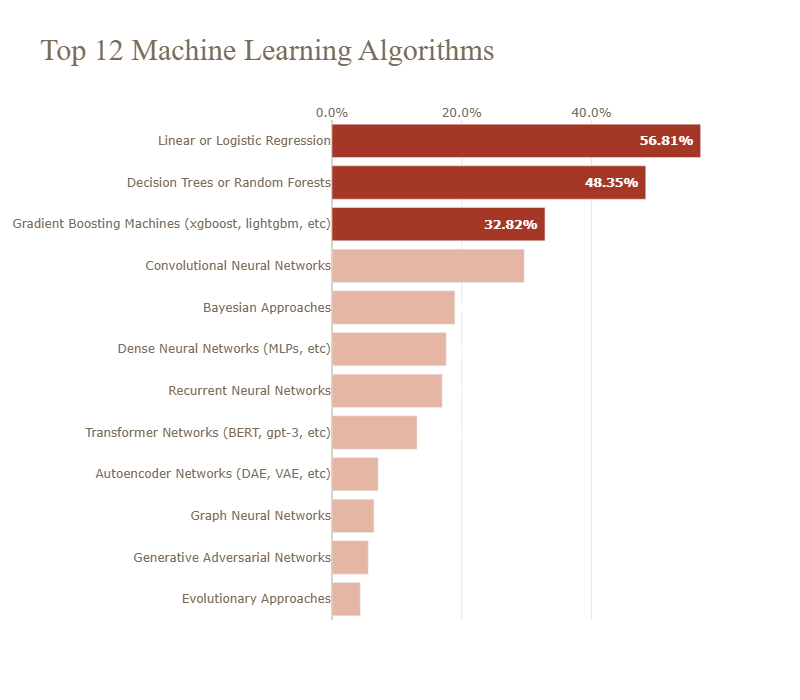 Top 12 Machine Learning Algorithms
0.0% 20.0% 40.0%
Linear or Logistic Regression 56.81%
Decision Trees or Random Forests 48.35%
Gradient Boosting Machines (xgboost, lightgbm, etc) 32.82%
Convolutional Neural Networks
Bayesian Approaches
Dense Neural Networks (MLPs, etc)
Recurrent Neural Networks
Transformer Networks (BERT, gpt-3, etc)
Autoencoder Networks (DAE, VAE, etc)
Graph Neural Networks
Generative Adversarial Networks
Evolutionary Approaches